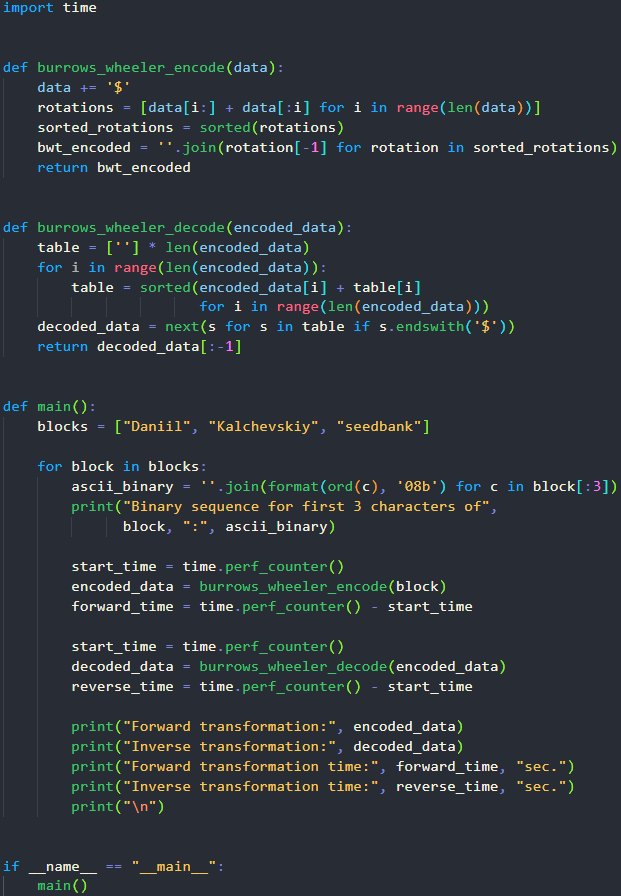 import time


def burrows_wheeler_encode(data):
    data += '$'
    rotations = [data[i:] + data[:i] for i in range(len(data))]
    sorted_rotations = sorted(rotations)
    bwt_encoded = ''.join(rotation[-1] for rotation in sorted_rotations)
    return bwt_encoded


def burrows_wheeler_decode(encoded_data):
    table = [''] * len(encoded_data)
    for i in range(len(encoded_data)):
        table = sorted(encoded_data[i] + table[i]
                       for i in range(len(encoded_data)))
    decoded_data = next(s for s in table if s.endswith('$'))
    return decoded_data[:-1]


def main():
    blocks = ["Daniil", "Kalchevskiy", "seedbank"]

    for block in blocks:
        ascii_binary = ''.join(format(ord(c), '08b') for c in block[:3])
        print("Binary sequence for first 3 characters of",
              block, ":", ascii_binary)

        start_time = time.perf_counter()
        encoded_data = burrows_wheeler_encode(block)
        forward_time = time.perf_counter() - start_time

        start_time = time.perf_counter()
        decoded_data = burrows_wheeler_decode(encoded_data)
        reverse_time = time.perf_counter() - start_time

        print("Forward transformation:", encoded_data)
        print("Inverse transformation:", decoded_data)
        print("Forward transformation time:", forward_time, "sec.")
        print("Inverse transformation time:", reverse_time, "sec.")
        print("\n")


if __name__ == "__main__":
    main()